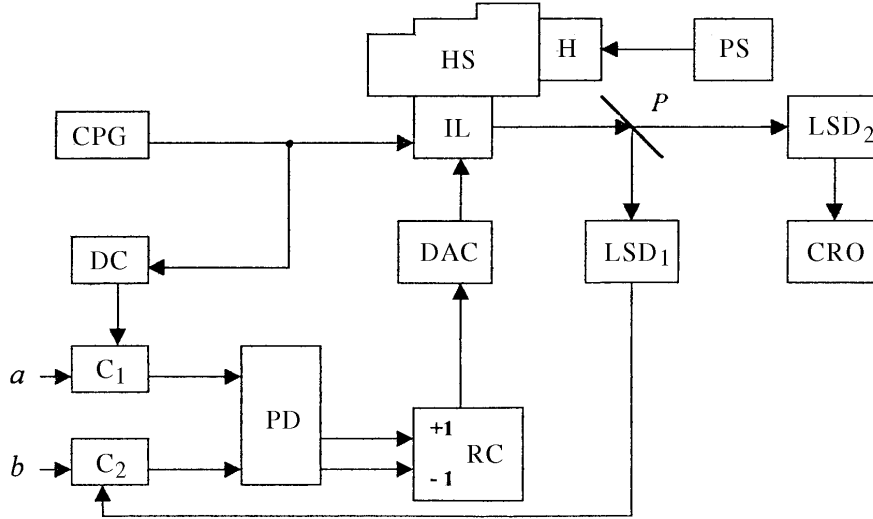 HS
H
PS
P
CPG
IL
LSD2
DC
DAC
LSD1
CRO
a
C1
PD
+1
RC
-1
b
C2